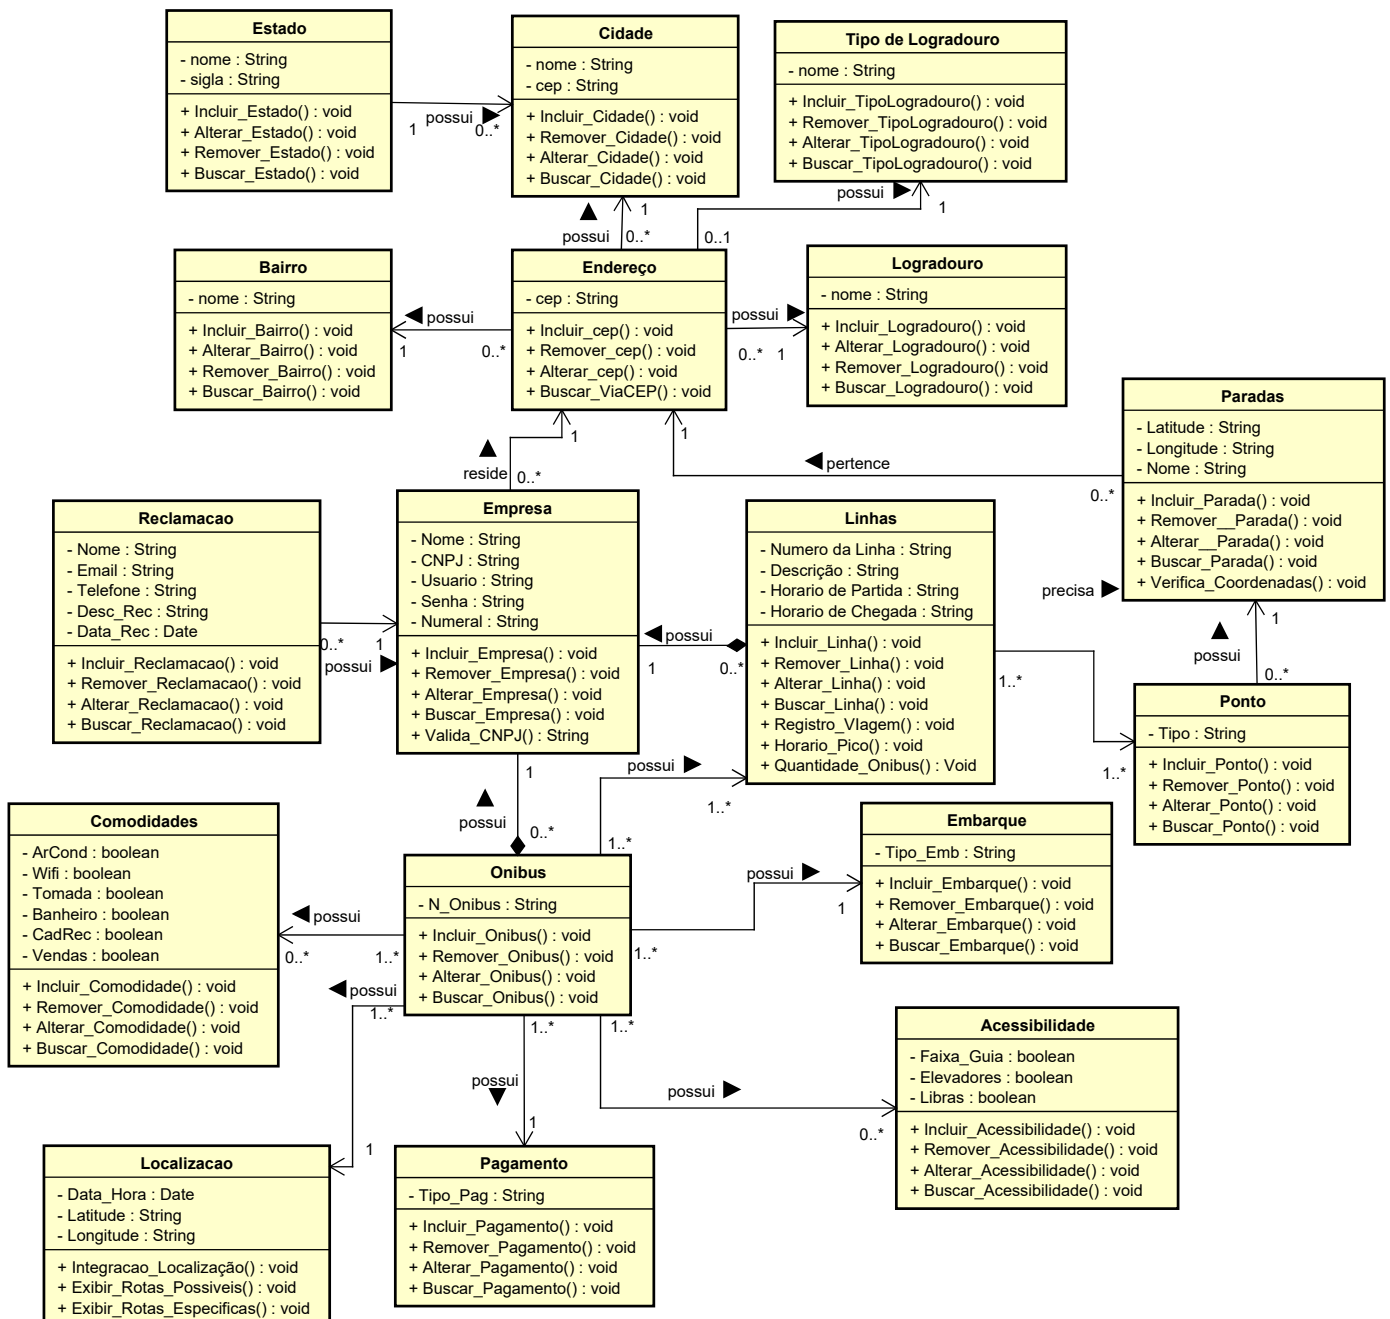 Estado
- nome : String
- sigla : String
+ Incluir_Estado() : void
+ Alterar_Estado() : void
+ Remover_Estado() : void
+ Buscar_Estado() : void
possui
1
0..*
Cidade
- nome : String
- cep : String
+ Incluir_Cidade() : void
+ Remover_Cidade() : void
+ Alterar_Cidade() : void
+ Buscar_Cidade() : void
Tipo de Logradouro
- nome : String
+ Incluir_TipoLogradouro() : void
+ Remover_TipoLogradouro() : void
+ Alterar_TipoLogradouro() : void
+ Buscar_TipoLogradouro() : void
possui
1
0..1
1
possui
0..*
Bairro
- nome : String
+ Incluir_Bairro() : void
+ Alterar_Bairro() : void
+ Remover_Bairro() : void
+ Buscar_Bairro() : void
possui
1
0..*
Endereço
- cep : String
+ Incluir_cep() : void
+ Remover_cep() : void
+ Alterar_cep() : void
+ Buscar_ViaCEP() : void
possui
0..*
1
Logradouro
- nome : String
+ Incluir_Logradouro() : void
+ Alterar_Logradouro() : void
+ Remover_Logradouro() : void
+ Buscar_Logradouro() : void
1
reside
0..*
1
pertence
0..*
Paradas
- Latitude : String
- Longitude : String
- Nome : String
+ Incluir_Parada() : void
+ Remover__Parada() : void
+ Alterar__Parada() : void
+ Buscar_Parada() : void
+ Verifica_Coordenadas() : void
Reclamacao
- Nome : String
- Email : String
- Telefone : String
- Desc_Rec : String
- Data_Rec : Date
+ Incluir_Reclamacao() : void
+ Remover_Reclamacao() : void
+ Alterar_Reclamacao() : void
+ Buscar_Reclamacao() : void
0..*
1
possui
Empresa
- Nome : String
- CNPJ : String
- Usuario : String
- Senha : String
- Numeral : String
+ Incluir_Empresa() : void
+ Remover_Empresa() : void
+ Alterar_Empresa() : void
+ Buscar_Empresa() : void
+ Valida_CNPJ() : String
possui
1
0..*
Linhas
- Numero da Linha : String
- Descrição : String
- Horario de Partida : String
- Horario de Chegada : String
+ Incluir_Linha() : void
+ Remover_Linha() : void
+ Alterar_Linha() : void
+ Buscar_Linha() : void
+ Registro_VIagem() : void
+ Horario_Pico() : void
+ Quantidade_Onibus() : Void
precisa
1..*
1..*
1
possui
0..*
Ponto
- Tipo : String
+ Incluir_Ponto() : void
+ Remover_Ponto() : void
+ Alterar_Ponto() : void
+ Buscar_Ponto() : void
1
possui
0..*
possui
1..*
1..*
Comodidades
- ArCond : boolean
- Wifi : boolean
- Tomada : boolean
- Banheiro : boolean
- CadRec : boolean
- Vendas : boolean
+ Incluir_Comodidade() : void
+ Remover_Comodidade() : void
+ Alterar_Comodidade() : void
+ Buscar_Comodidade() : void
possui
0..*
1..*
Onibus
- N_Onibus : String
+ Incluir_Onibus() : void
+ Remover_Onibus() : void
+ Alterar_Onibus() : void
+ Buscar_Onibus() : void
possui
1
1..*
Embarque
- Tipo_Emb : String
+ Incluir_Embarque() : void
+ Remover_Embarque() : void
+ Alterar_Embarque() : void
+ Buscar_Embarque() : void
possui
1..*
1
1..*
possui
1
1..*
possui
0..*
Acessibilidade
- Faixa_Guia : boolean
- Elevadores : boolean
- Libras : boolean
+ Incluir_Acessibilidade() : void
+ Remover_Acessibilidade() : void
+ Alterar_Acessibilidade() : void
+ Buscar_Acessibilidade() : void
Localizacao
- Data_Hora : Date
- Latitude : String
- Longitude : String
+ Integracao_Localização() : void
+ Exibir_Rotas_Possiveis() : void
+ Exibir_Rotas_Especificas() : void
Pagamento
- Tipo_Pag : String
+ Incluir_Pagamento() : void
+ Remover_Pagamento() : void
+ Alterar_Pagamento() : void
+ Buscar_Pagamento() : void